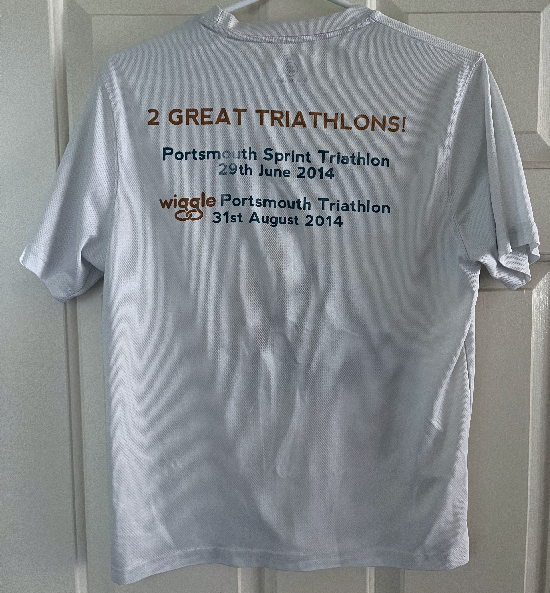 2 GREAT TRIATHLONS!
Portsmouth Sprint Triathlon
29th June 2014
wiggle Portsmouth Triathlon
31st August 2014